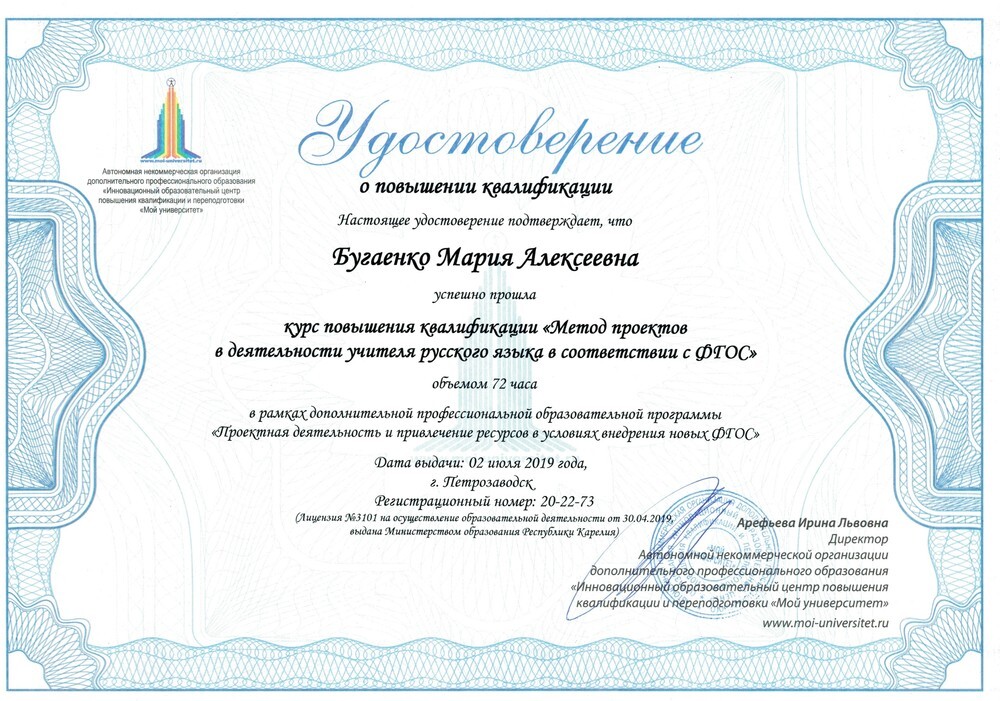 www.moi-universitet.ru
Автономная некоммерческая организация
дополнительного профессионального образования
«Инновационный образовательный центр
повышения квалификации и переподготовки
«Мой университет»
Удостоверение
о повышении квалификации
Настоящее удостоверение подтверждает, что
Бугаенко Мария Алексеевна
успешно прошла
курс повышения квалификации «Метод проектов
в деятельности учителя русского языка в соответствии с ФГОС»
объемом 72 часа
в рамках дополнительной профессиональной образовательной программы
«Проектная деятельность и привлечение ресурсов в условиях внедрения новых ФГОС»
Дата выдачи: 02 июля 2019 года,
г. Петрозаводск
Регистрационный номер: 20-22-73
(Лицензия №3101 на осуществление образовательной деятельности от 30.04.2019,
выдана Министерством образования Республики Карелия)
Арефьева Ирина Львовна
Директор
Автономной некоммерческой организации
дополнительного профессионального образования
«Инновационный образовательный центр повышения
квалификации и переподготовки «Мой университет»
www.moi-universitet.ru